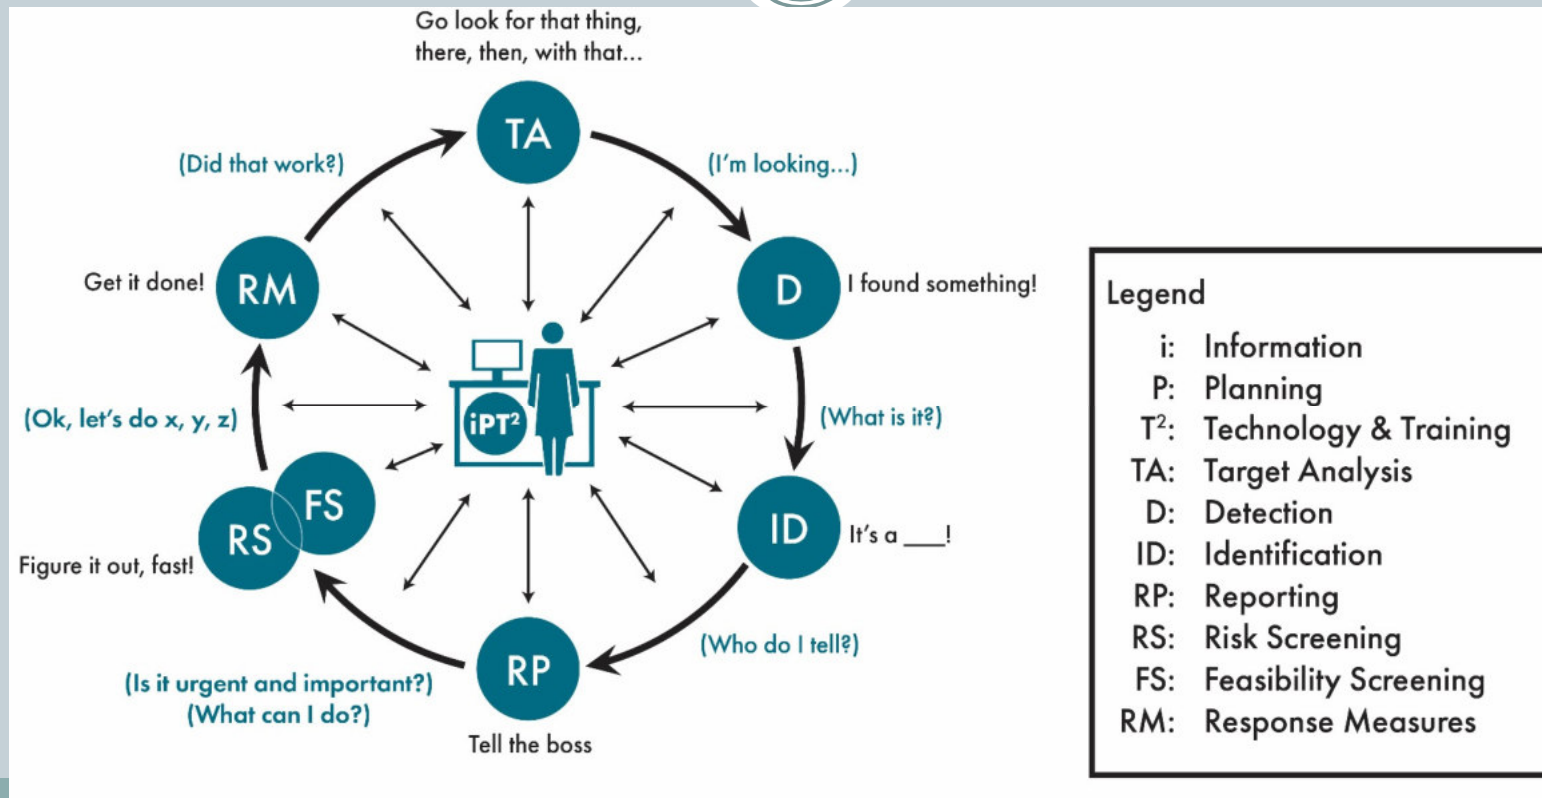 Go look for that thing,
there, then, with that...
TA
(Did that work?)
(I'm looking...)
RM
Get it done!
D
I found something!
iPT²
(Ok, let's do x, y, z)
(What is it?)
FS
RS
Figure it out, fast!
ID
It's a ___!
(Who do I tell?)
RP
(Is it urgent and important?)
(What can I do?)
Tell the boss
Legend
i: Information
P: Planning
T²: Technology & Training
TA: Target Analysis
D: Detection
ID: Identification
RP: Reporting
RS: Risk Screening
FS: Feasibility Screening
RM: Response Measures